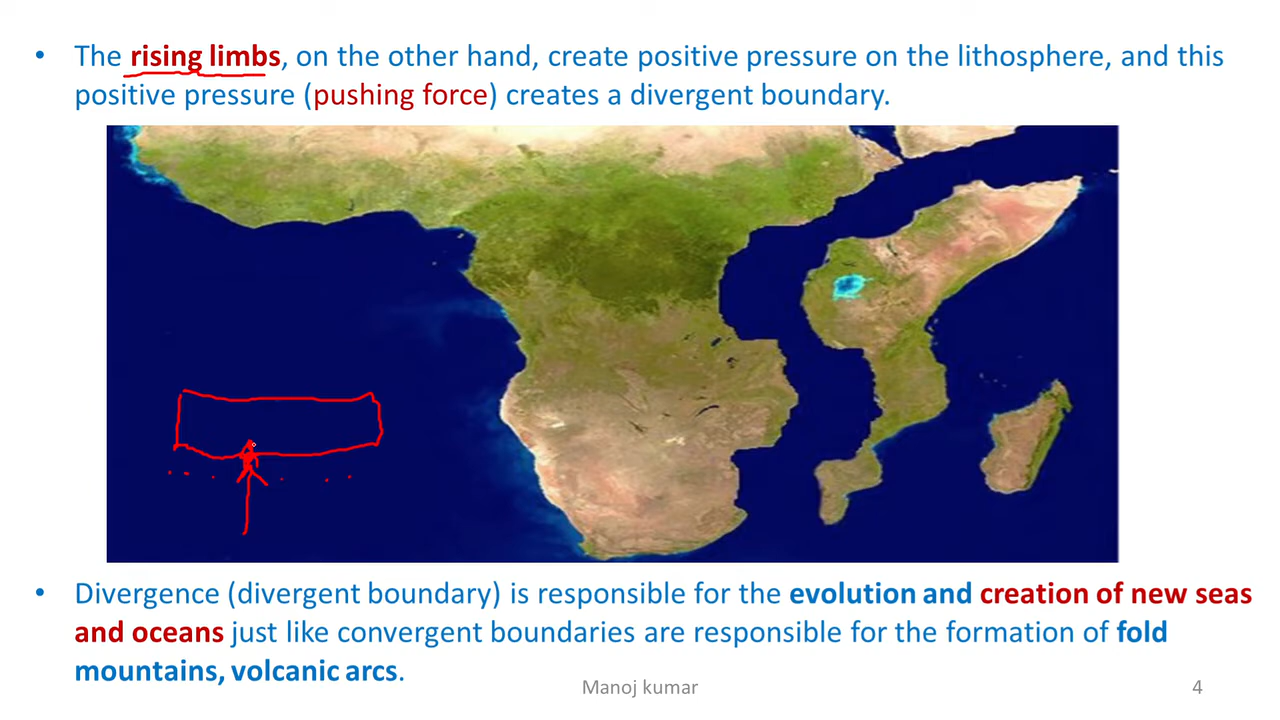 • The rising limbs, on the other hand, create positive pressure on the lithosphere, and this
positive pressure (pushing force) creates a divergent boundary.
• Divergence (divergent boundary) is responsible for the evolution and creation of new seas
and oceans just like convergent boundaries are responsible for the formation of fold
mountains, volcanic arcs.
Manoj kumar
4